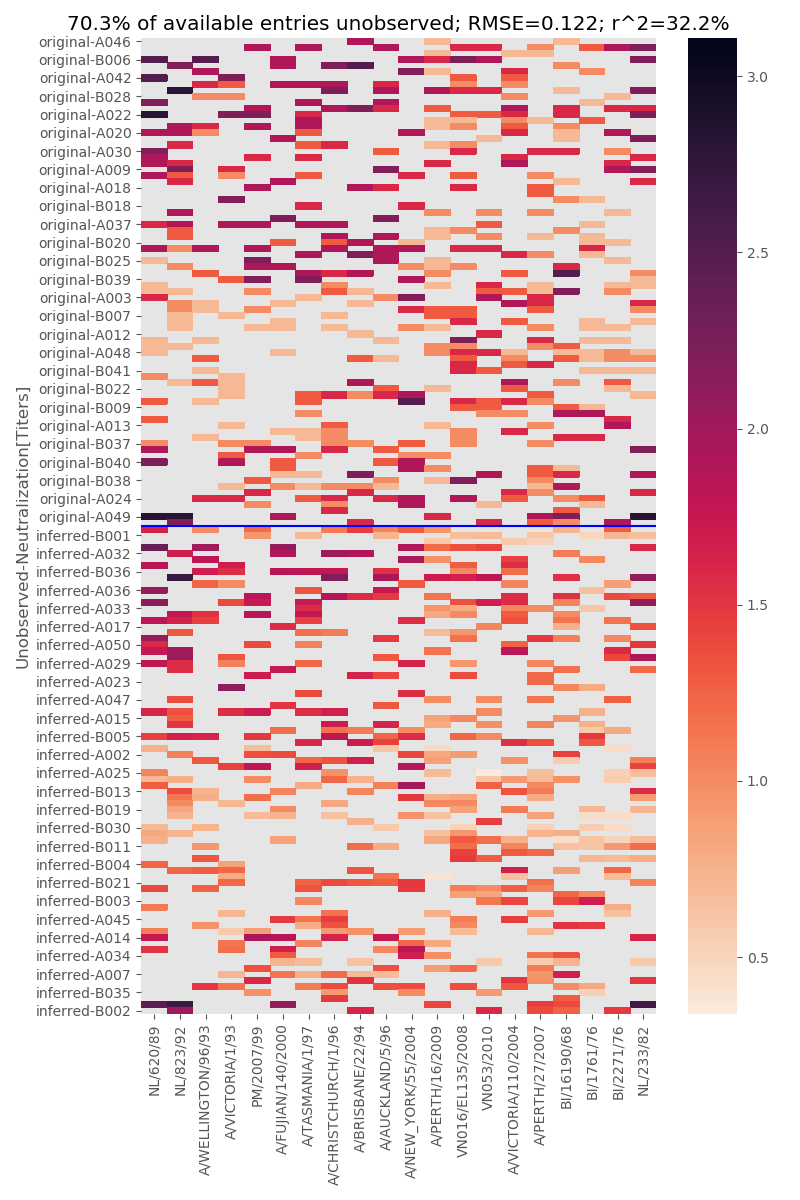 70.3% of available entries unobserved; RMSE=0.122; r^2=32.2%
Unobserved-Neutralization[Titers]
original-A046
original-B006
original-A042
original-B028
original-A022
original-A020
original-A030
original-A009
original-A018
original-B018
original-A037
original-B020
original-B025
original-B039
original-A003
original-B007
original-A012
original-A048
original-B041
original-B022
original-B009
original-A013
original-B037
original-B040
original-B038
original-A024
original-A049
inferred-B001
inferred-A032
inferred-B036
inferred-A036
inferred-A033
inferred-A017
inferred-A050
inferred-A029
inferred-A023
inferred-A047
inferred-A015
inferred-B005
inferred-A002
inferred-A025
inferred-B013
inferred-B019
inferred-B030
inferred-B011
inferred-B004
inferred-B021
inferred-B003
inferred-A045
inferred-A014
inferred-A034
inferred-A007
inferred-B035
inferred-B002
NL/620/89
NL/823/92
A/WELLINGTON/96/93
A/VICTORIA/1/93
PM/2007/99
A/FUJIAN/140/2000
A/TASMANIA/1/97
A/CHRISTCHURCH/1/96
A/BRISBANE/22/94
A/AUCKLAND/5/96
A/NEW_YORK/55/2004
A/PERTH/16/2009
VN016/EL135/2008
VN053/2010
A/VICTORIA/110/2004
A/PERTH/27/2007
BI/16190/68
BI/1761/76
BI/2271/76
NL/233/82
3.0
2.5
2.0
1.5
1.0
0.5